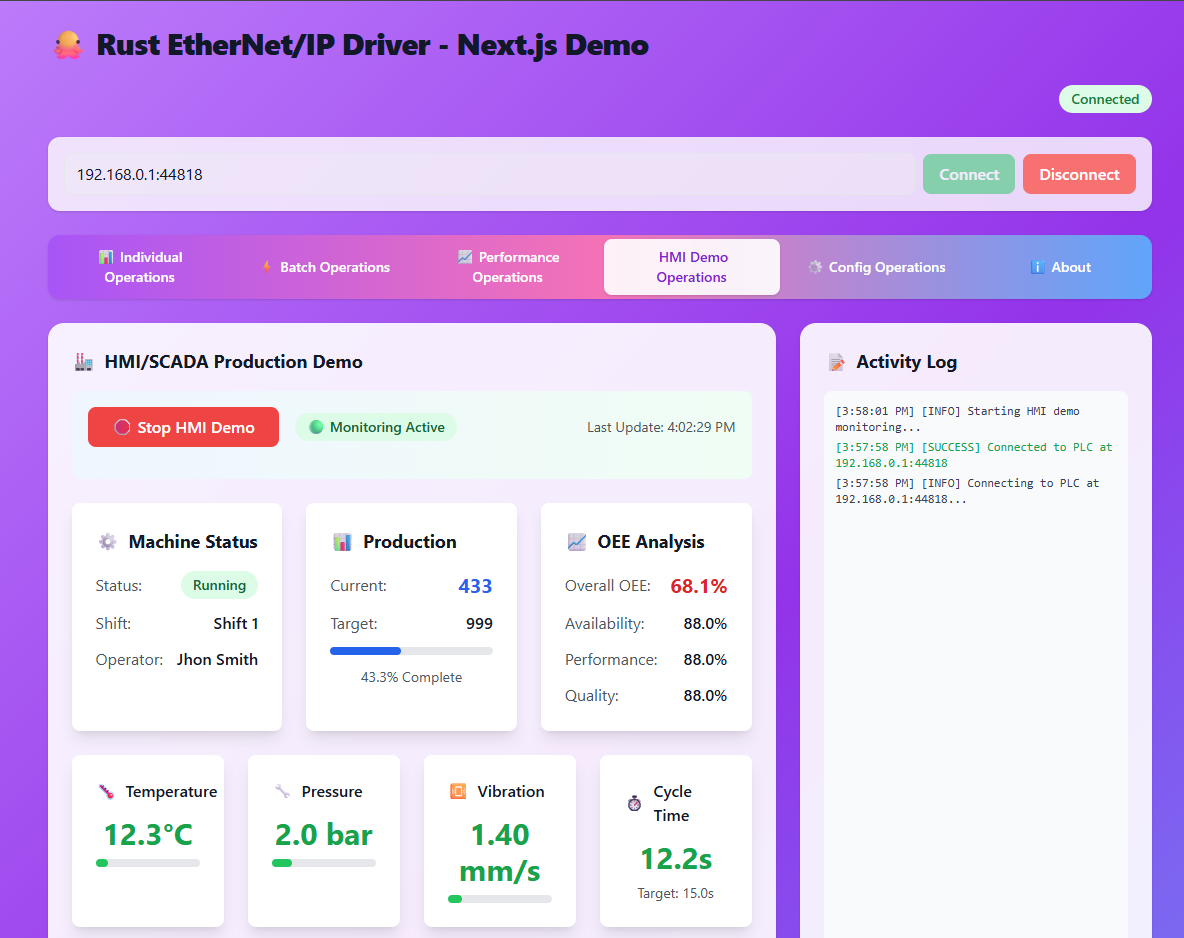 Rust EtherNet/IP Driver - Next.js Demo
Connected
192.168.0.1:44818
Connect
Disconnect
Individual
Operations
Batch Operations
Performance
Operations
HMI Demo
Operations
Config Operations
About
HMI/SCADA Production Demo
Stop HMI Demo
Monitoring Active
Last Update: 4:02:29 PM
Machine Status
Status: Running
Shift: Shift 1
Operator: Jhon Smith
Production
Current: 433
Target: 999
43.3% Complete
OEE Analysis
Overall OEE: 68.1%
Availability: 88.0%
Performance: 88.0%
Quality: 88.0%
Temperature
12.3°C
Pressure
2.0 bar
Vibration
1.40
mm/s
Cycle
Time
12.2s
Target: 15.0s
Activity Log
[3:58:01 PM] [INFO] Starting HMI demo
monitoring...
[3:57:58 PM] [SUCCESS] Connected to PLC at
192.168.0.1:44818
[3:57:58 PM] [INFO] Connecting to PLC at
192.168.0.1:44818...